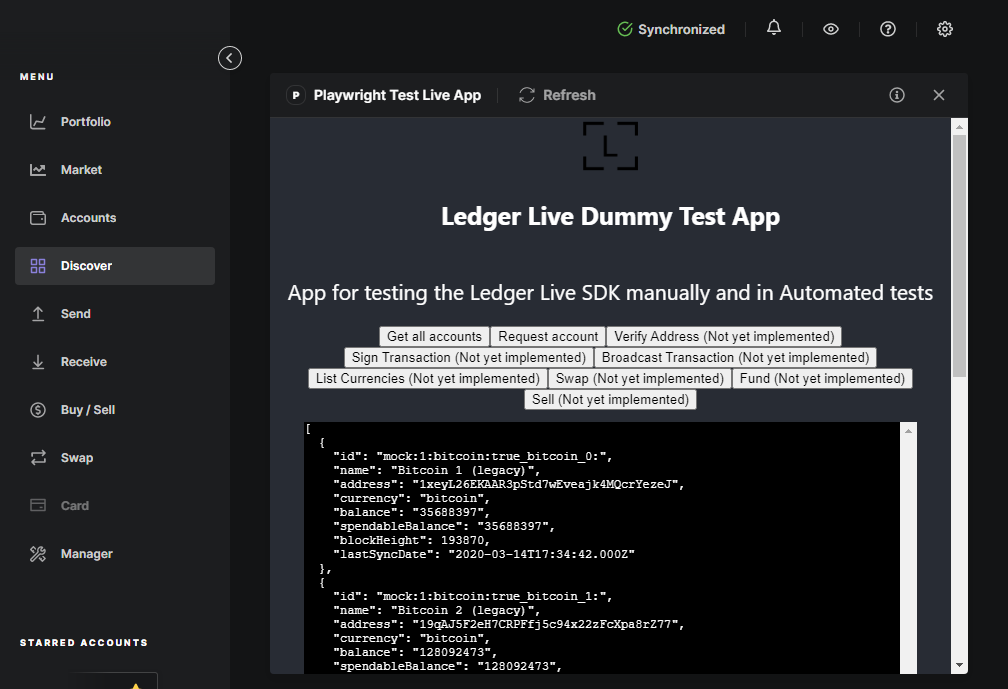 Synchronized
MENU
Portfolio
Market
Accounts
Discover
Send
Receive
Buy / Sell
Swap
Card
Manager
STARRED ACCOUNTS
P Playwright Test Live App Refresh
L
Ledger Live Dummy Test App
App for testing the Ledger Live SDK manually and in Automated tests
Get all accounts Request account Verify Address (Not yet implemented)
Sign Transaction (Not yet implemented) Broadcast Transaction (Not yet implemented)
List Currencies (Not yet implemented) Swap (Not yet implemented) Fund (Not yet implemented)
Sell (Not yet implemented)
[
{
"id": "mock:1:bitcoin:true_bitcoin_0:",
"name": "Bitcoin 1 (legacy)",
"address": "1xeyL26EKAAR3pStd7wEveajk4MQcrYezeJ",
"currency": "bitcoin",
"balance": "35688397",
"spendableBalance": "35688397",
"blockHeight": 193870,
"lastSyncDate": "2020-03-14T17:34:42.000Z"
},
{
"id": "mock:1:bitcoin:true_bitcoin_1:",
"name": "Bitcoin 2 (legacy)",
"address": "19qAJ5F2eH7CRPFfj5c94x22zFcXpa8rZ77",
"currency": "bitcoin",
"balance": "128092473",
"spendableBalance": "128092473",